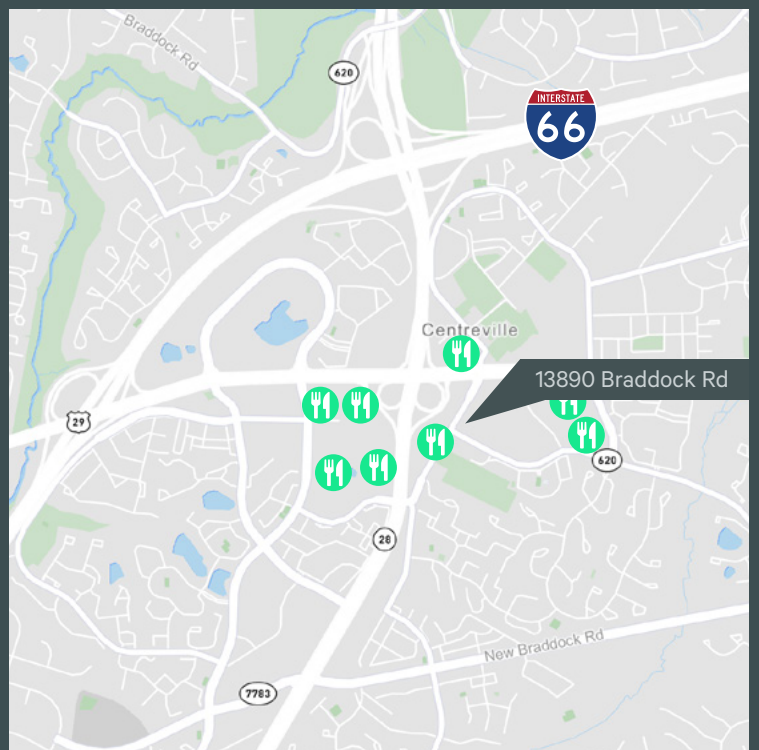 Braddock Rd
620
INTERSTATE
66
Centreville
13890 Braddock Rd
29
620
28
New Braddock Rd
7783